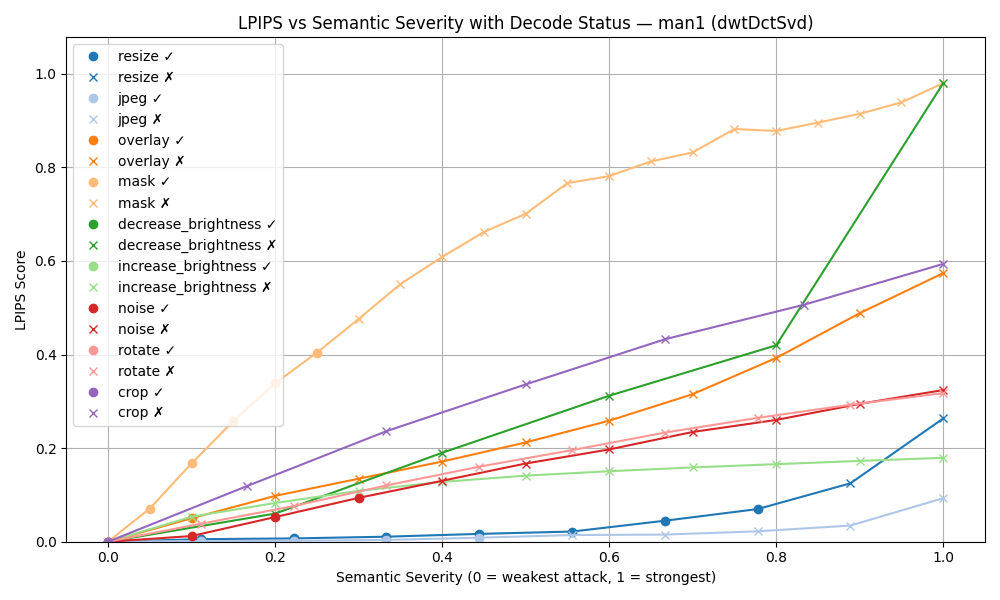 LPIPS vs Semantic Severity with Decode Status — man1 (dwtDctSvd)
LPIPS Score
1.0
0.8
0.6
0.4
0.2
0.0
resize ✓
resize ✗
jpeg ✓
jpeg ✗
overlay ✓
overlay ✗
mask ✓
mask ✗
decrease_brightness ✓
decrease_brightness ✗
increase_brightness ✓
increase_brightness ✗
noise ✓
noise ✗
rotate ✓
rotate ✗
crop ✓
crop ✗
0.0 0.2 0.4 0.6 0.8 1.0
Semantic Severity (0 = weakest attack, 1 = strongest)